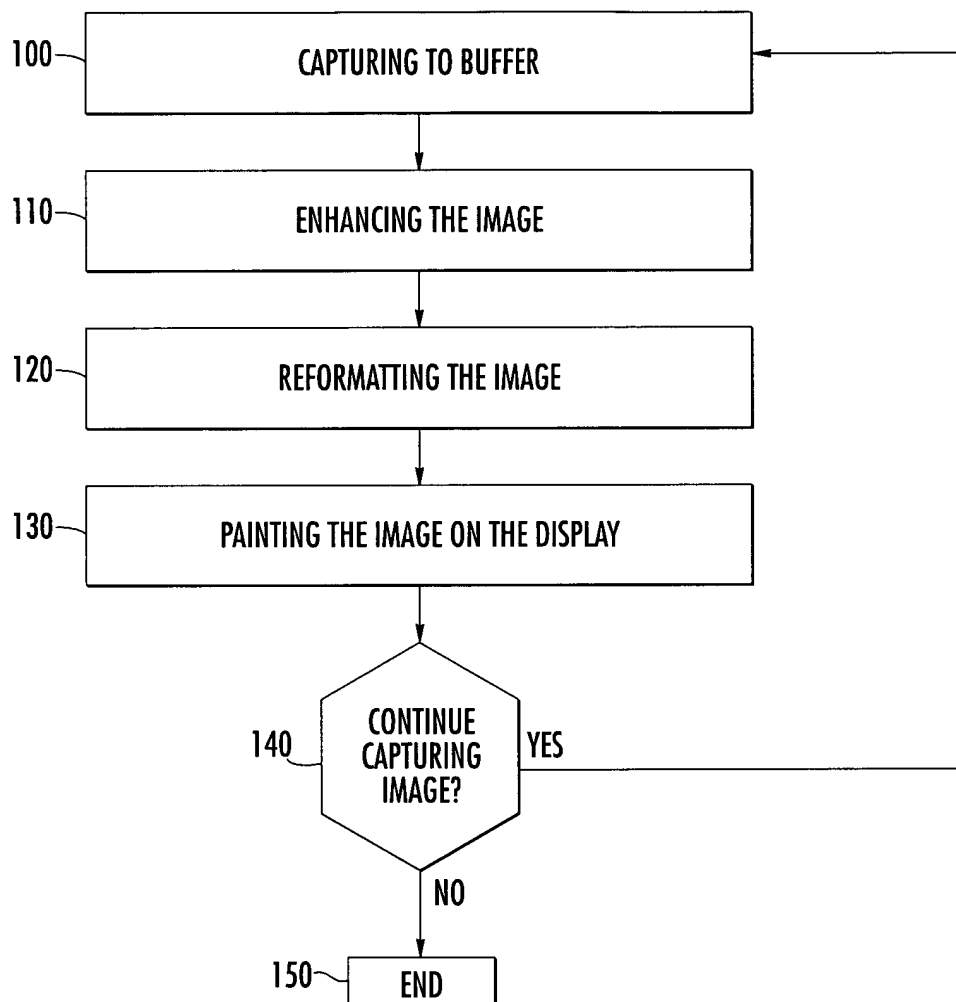 100
CAPTURING TO BUFFER
110
ENHANCING THE IMAGE
120
REFORMATTING THE IMAGE
130
PAINTING THE IMAGE ON THE DISPLAY
140
CONTINUE
CAPTURING
IMAGE?
YES
NO
150
END